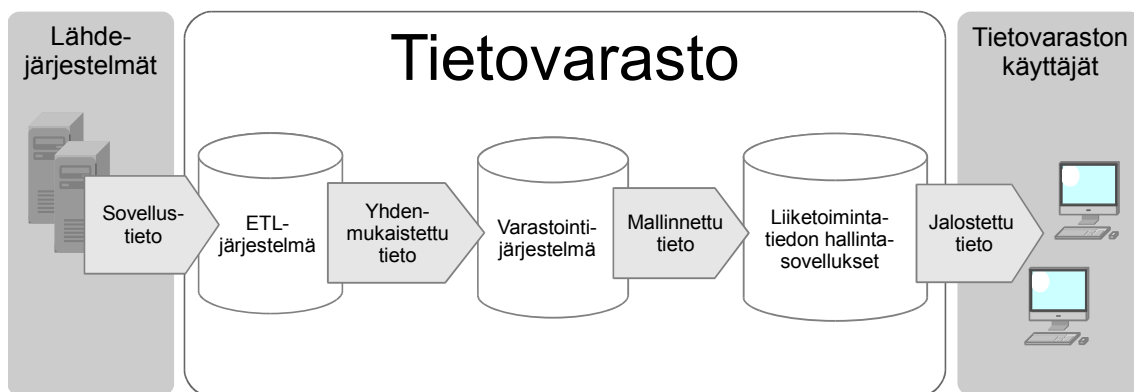 Lähde-
järjestelmät
Tietovarasto
Tietovaraston
käyttäjät
Sovellus-
tieto
ETL-
järjestelmä
Yhden-
mukaistettu
tieto
Varastointi-
järjestelmä
Mallinnettu
tieto
Liiketoiminta-
tiedon hallinta-
sovellukset
Jalostettu
tieto